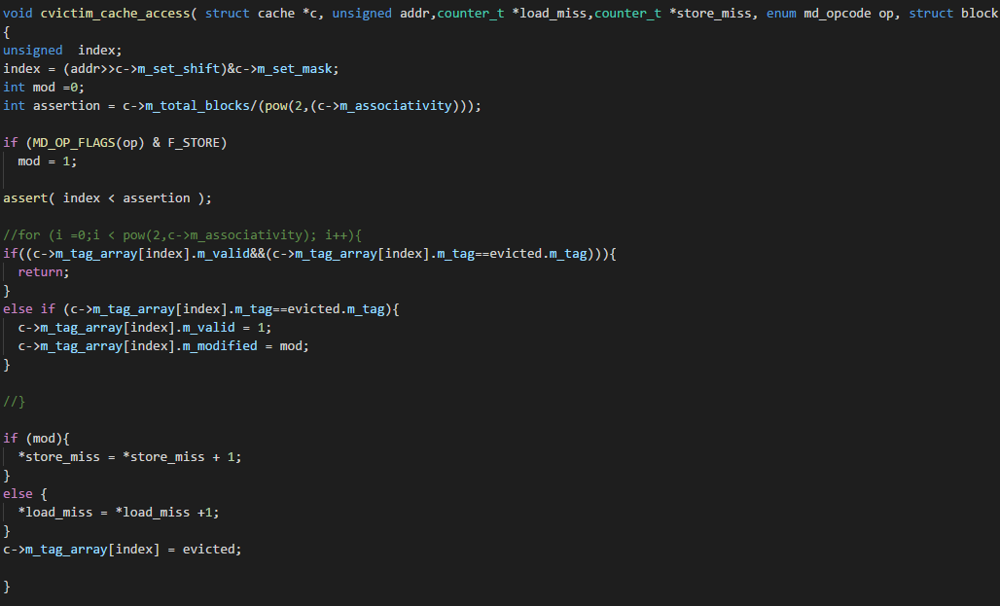 void cvictim_cache_access( struct cache *c, unsigned addr,counter_t *load_miss,counter_t *store_miss, enum md_opcode op, struct block
{
unsigned  index;
index = (addr>>c->m_set_shift)&c->m_set_mask;
int mod =0;
int assertion = c->m_total_blocks/(pow(2,(c->m_associativity)));
if (MD_OP_FLAGS(op) & F_STORE)
  mod = 1;
assert( index < assertion );
//for (i =0;i < pow(2,c->m_associativity); i++){
if((c->m_tag_array[index].m_valid&&(c->m_tag_array[index].m_tag==evicted.m_tag))){
  return;
}
else if (c->m_tag_array[index].m_tag==evicted.m_tag){
  c->m_tag_array[index].m_valid = 1;
  c->m_tag_array[index].m_modified = mod;
}
//}
if (mod){
  *store_miss = *store_miss + 1;
}
else {
  *load_miss = *load_miss +1;
}
c->m_tag_array[index] = evicted;
}